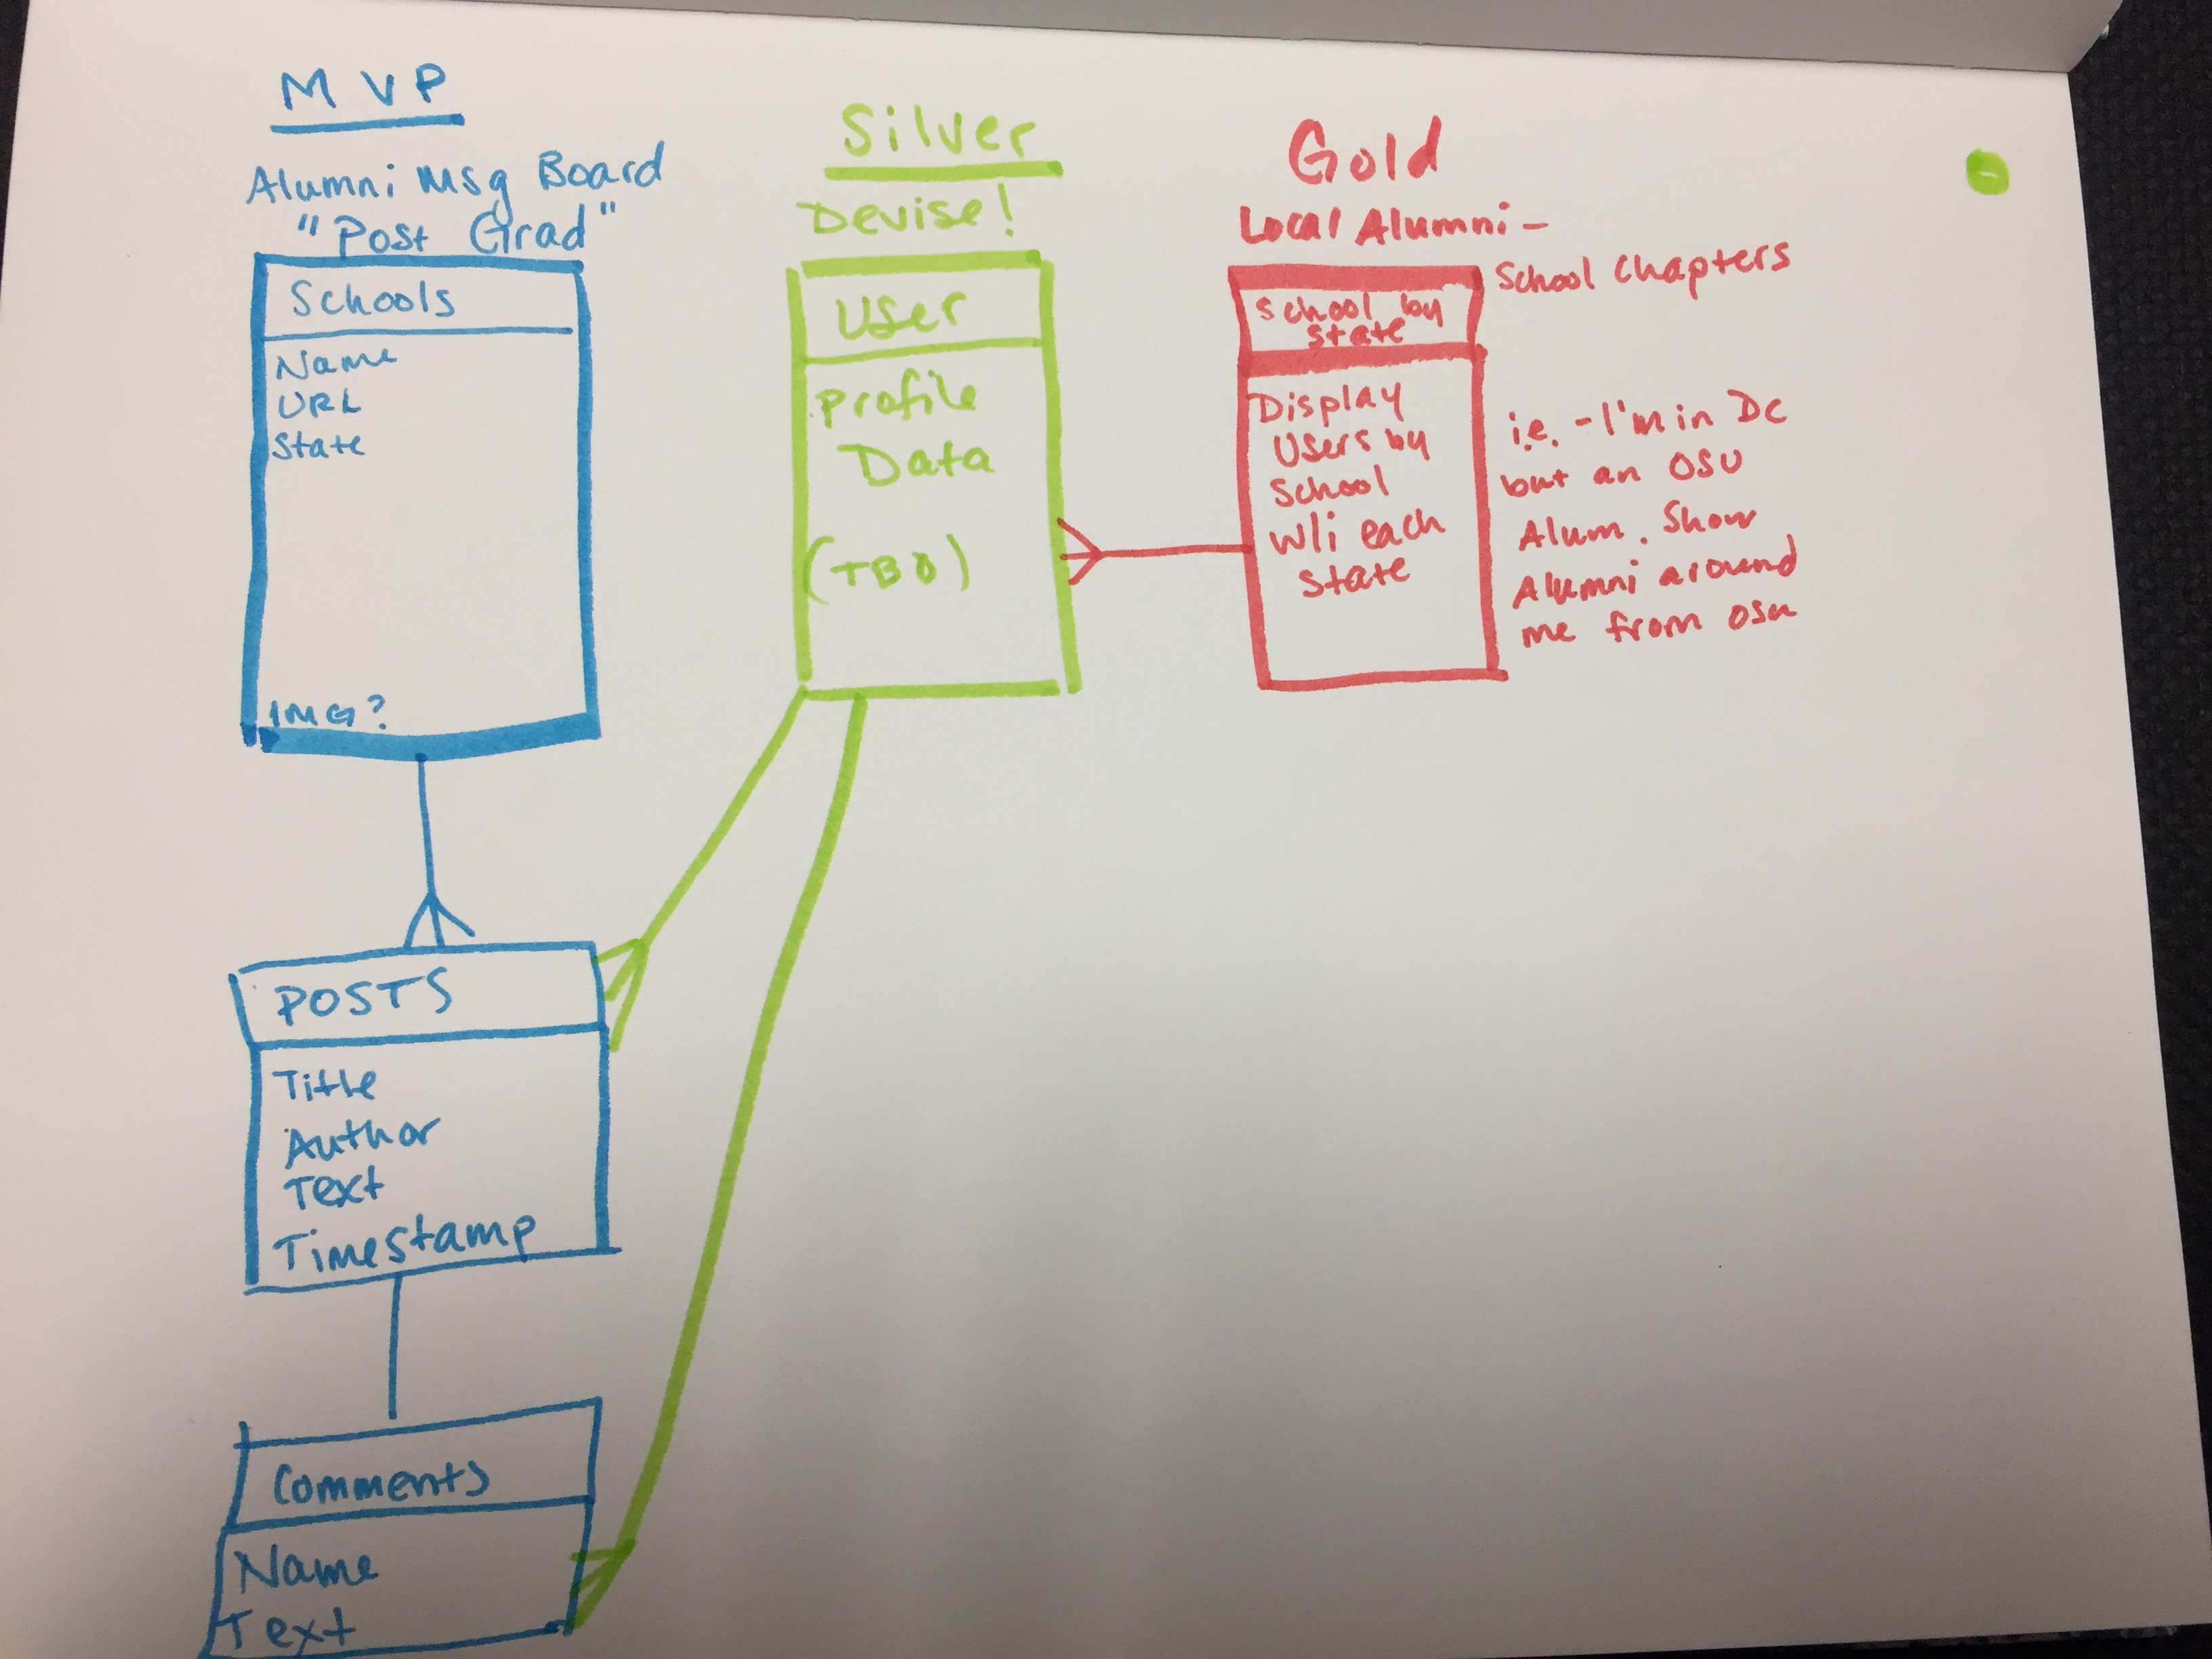 MVP
Alumni Msg Board
"Post Grad"
Schools
Name
URL
State
IMG?
POSTS
Title
Author
Text
Timestamp
Comments
Name
Text
Silver
Devise!
User
Profile
Data
(TBD)
Gold
Local Alumni -
School Chapters
School by
State
Display
Users by
School
w/i each
State
i.e. - I'm in DC
but an OSU
Alum. Show
Alumni around
me from OSU